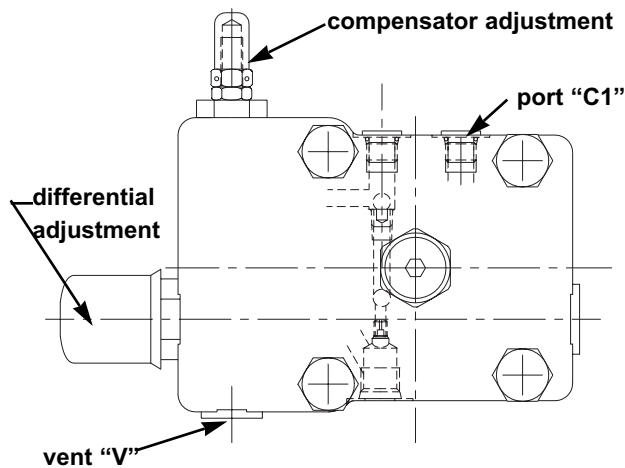 compensator adjustment
port “C1”
differential
adjustment
vent “V”